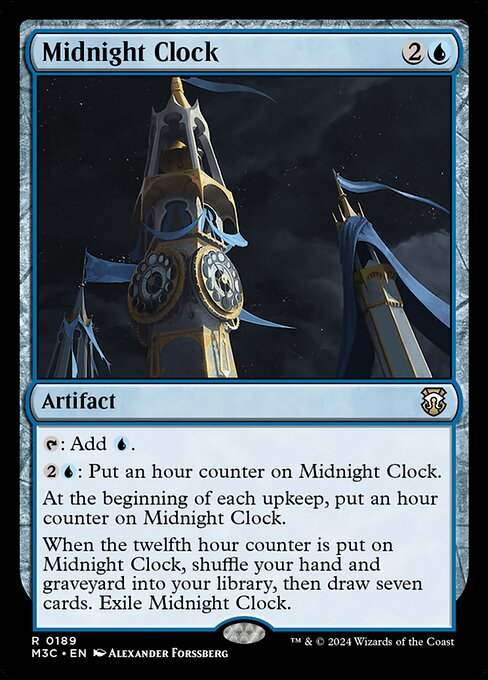 Midnight Clock 2
Artifact
: Add .
2: Put an hour counter on Midnight Clock.
At the beginning of each upkeep, put an hour
counter on Midnight Clock.
When the twelfth hour counter is put on
Midnight Clock, shuffle your hand and
graveyard into your library, then draw seven
cards. Exile Midnight Clock.
R 0189
M3C • EN Alexander Forssberg
™ & © 2024 Wizards of the Coast